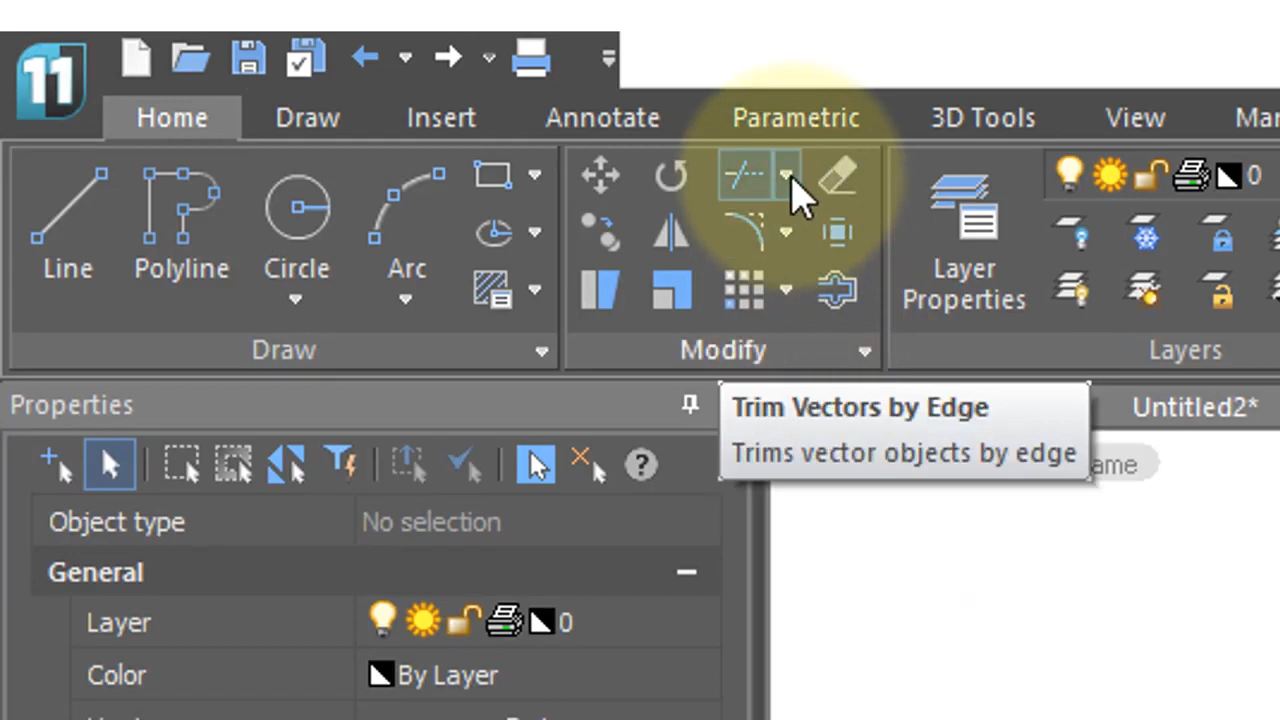 11
Home Draw Insert Annotate Parametric 3D Tools View
Line Polyline Circle Arc
Layer
Properties
0
Draw Modify Layers
Properties
Untitled2*
Trim Vectors by Edge
Trims vector objects by edge
?
Object type No selection
General
Layer 0
Color By Layer